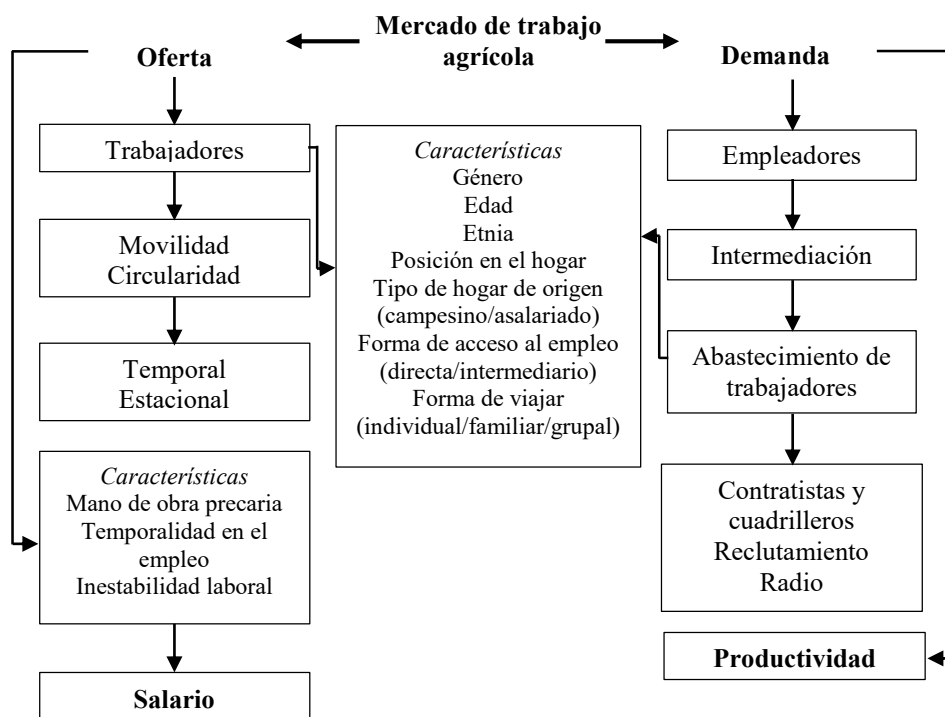 Mercado de trabajo
agrícola
Oferta
Demanda
Trabajadores
Movilidad
Circularidad
Temporal
Estacional
Características
Mano de obra precaria
Temporalidad en el
empleo
Inestabilidad laboral
Salario
Características
Género
Edad
Etnia
Posición en el hogar
Tipo de hogar de origen
(campesino/asalariado)
Forma de acceso al empleo
(directa/intermediario)
Forma de viajar
(individual/familiar/grupal)
Empleadores
Intermediación
Abastecimiento de
trabajadores
Contratistas y
cuadrilleros
Reclutamiento
Radio
Productividad